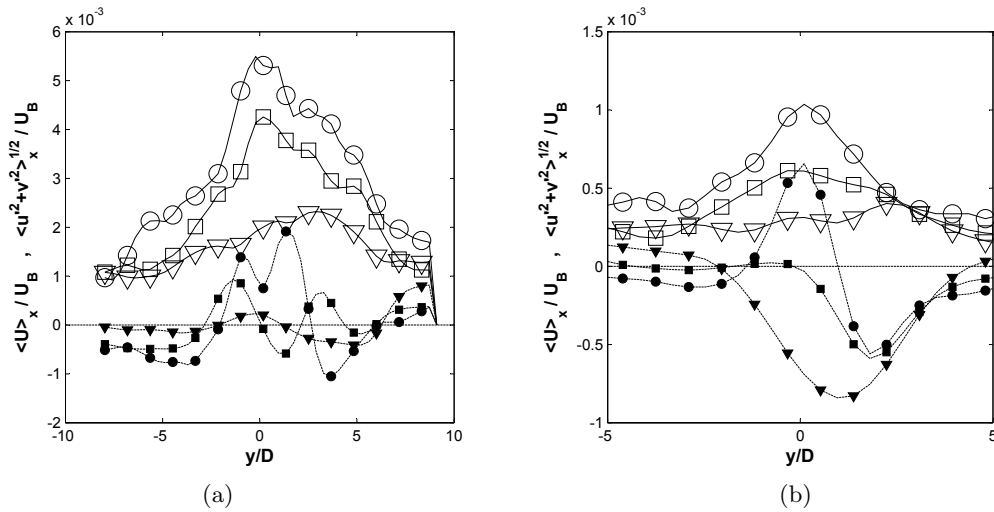 x 10⁻³
6
5
4
3
2
1
0
-1
-2
-10
-5
0
5
10
y/D
<U>ₓ / U_B , <u'²+v'²>ₓ^1/2 / U_B
(a)
x 10⁻³
1.5
1
0.5
0
-0.5
-1
-5
0
5
y/D
<U>ₓ / U_B , <u'²+v'²>ₓ^1/2 / U_B
(b)